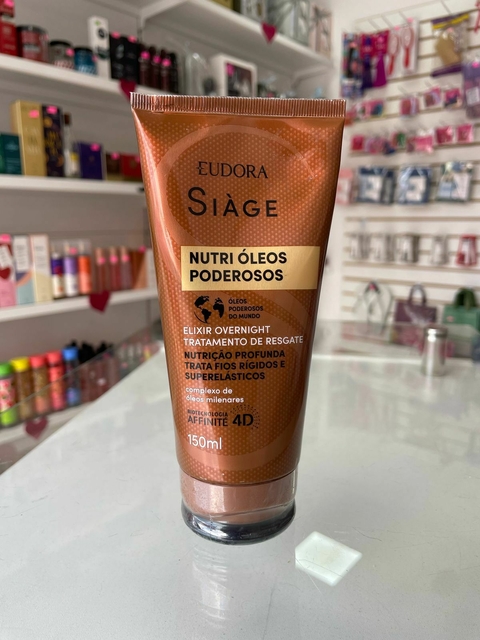 EUDORA
SIÀGE
NUTRI ÓLEOS
PODEROSOS
ÓLEOS
PODEROSOS
DO MUNDO
ELIXIR OVERNIGHT
TRATAMENTO DE RESGATE
NUTRIÇÃO PROFUNDA
TRATA FIOS RÍGIDOS E
SUPERELÁSTICOS
complexo de
óleos milenares
BIOTECNOLOGIA
AFFINITÉ 4D
150ml